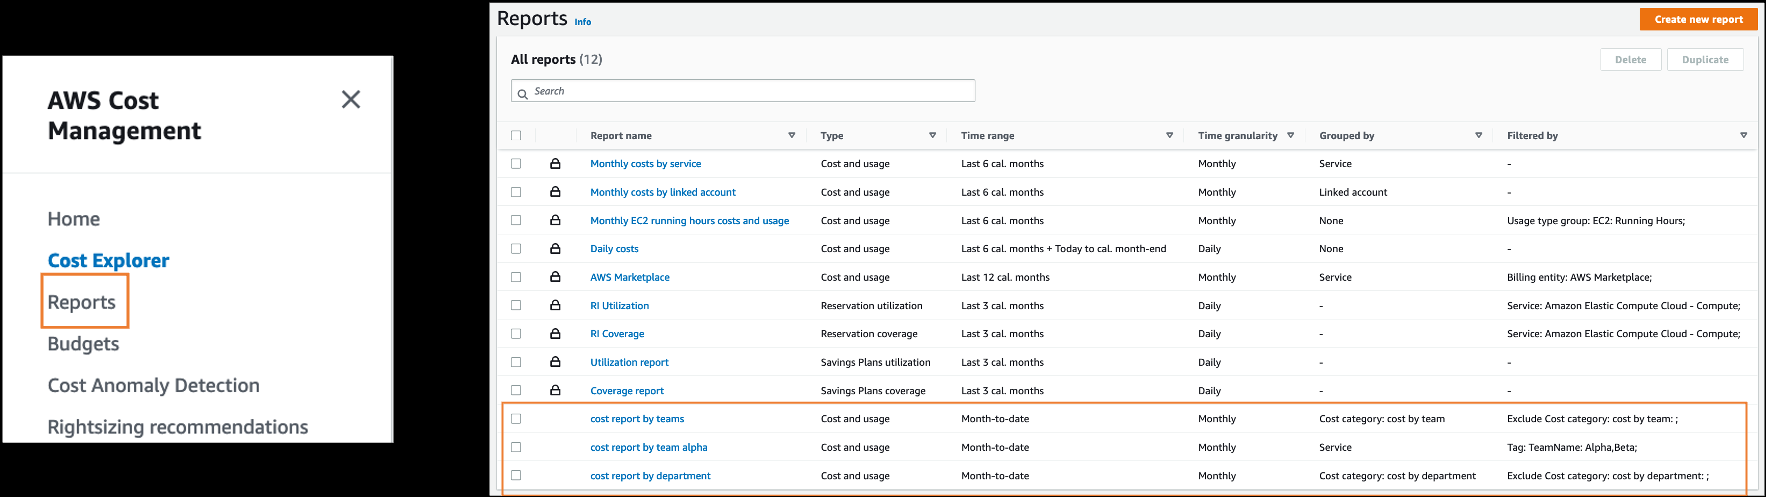 AWS Cost
Management
Home
Cost Explorer
Reports
Budgets
Cost Anomaly Detection
Rightsizing recommendations
Reports Info
Create new report
All reports (12)
Delete Duplicate
Search
Report name Type Time range Time granularity Grouped by Filtered by
Monthly costs by service Cost and usage Last 6 cal. months Monthly Service -
Monthly costs by linked account Cost and usage Last 6 cal. months Monthly Linked account -
Monthly EC2 running hours costs and usage Cost and usage Last 6 cal. months Monthly None Usage type group: EC2: Running Hours;
Daily costs Cost and usage Last 6 cal. months + Today to cal. month-end Daily None -
AWS Marketplace Cost and usage Last 12 cal. months Monthly Service Billing entity: AWS Marketplace;
RI Utilization Reservation utilization Last 3 cal. months Daily - Service: Amazon Elastic Compute Cloud - Compute;
RI Coverage Reservation coverage Last 3 cal. months Daily - Service: Amazon Elastic Compute Cloud - Compute;
Utilization report Savings Plans utilization Last 3 cal. months Daily - -
Coverage report Savings Plans coverage Last 3 cal. months Daily - -
cost report by teams Cost and usage Month-to-date Monthly Cost category: cost by team Exclude Cost category: cost by team: ;
cost report by team alpha Cost and usage Month-to-date Monthly Service Tag: TeamName: Alpha,Beta;
cost report by department Cost and usage Month-to-date Monthly Cost category: cost by department Exclude Cost category: cost by department: ;